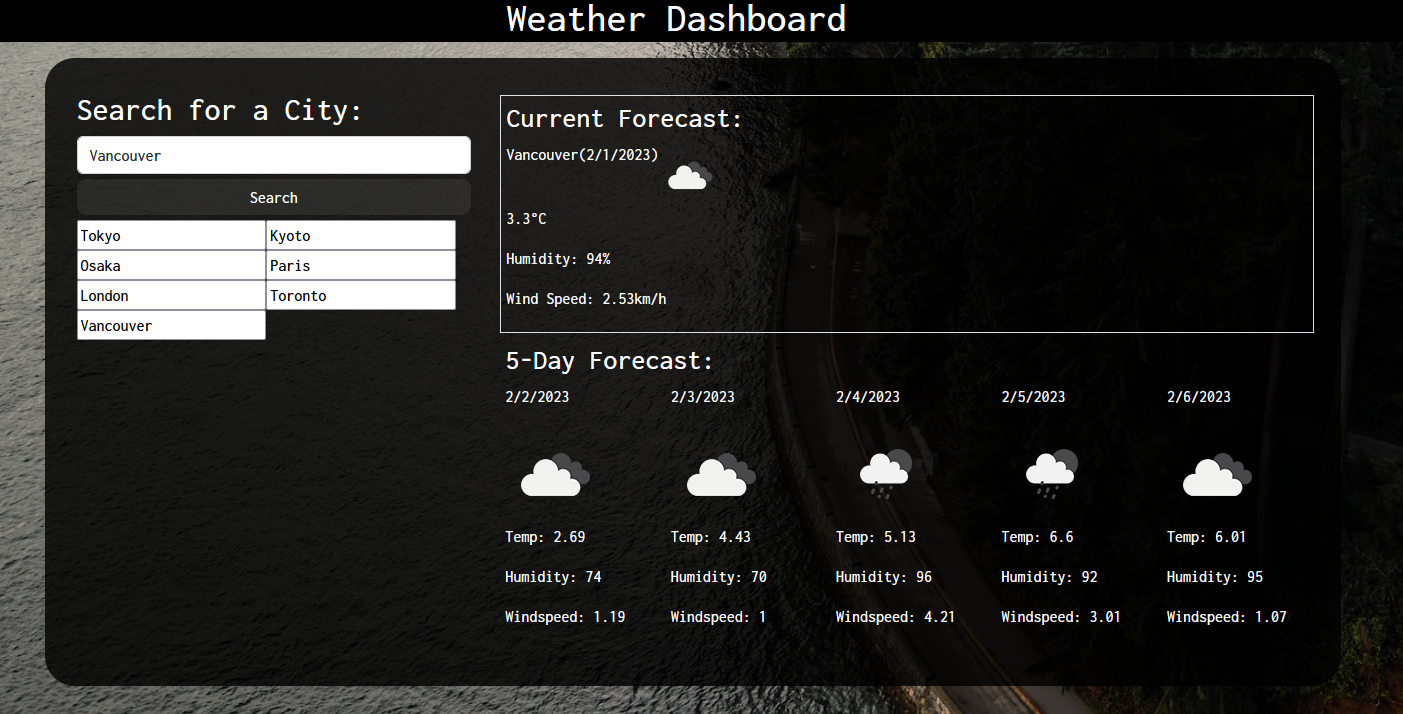 Weather Dashboard
Search for a City:
Vancouver
Search
Tokyo Kyoto
Osaka Paris
London Toronto
Vancouver
Current Forecast:
Vancouver(2/1/2023)
3.3°C
Humidity: 94%
Wind Speed: 2.53km/h
5-Day Forecast:
2/2/2023 2/3/2023 2/4/2023 2/5/2023 2/6/2023
Temp: 2.69 Temp: 4.43 Temp: 5.13 Temp: 6.6 Temp: 6.01
Humidity: 74 Humidity: 70 Humidity: 96 Humidity: 92 Humidity: 95
Windspeed: 1.19 Windspeed: 1 Windspeed: 4.21 Windspeed: 3.01 Windspeed: 1.07